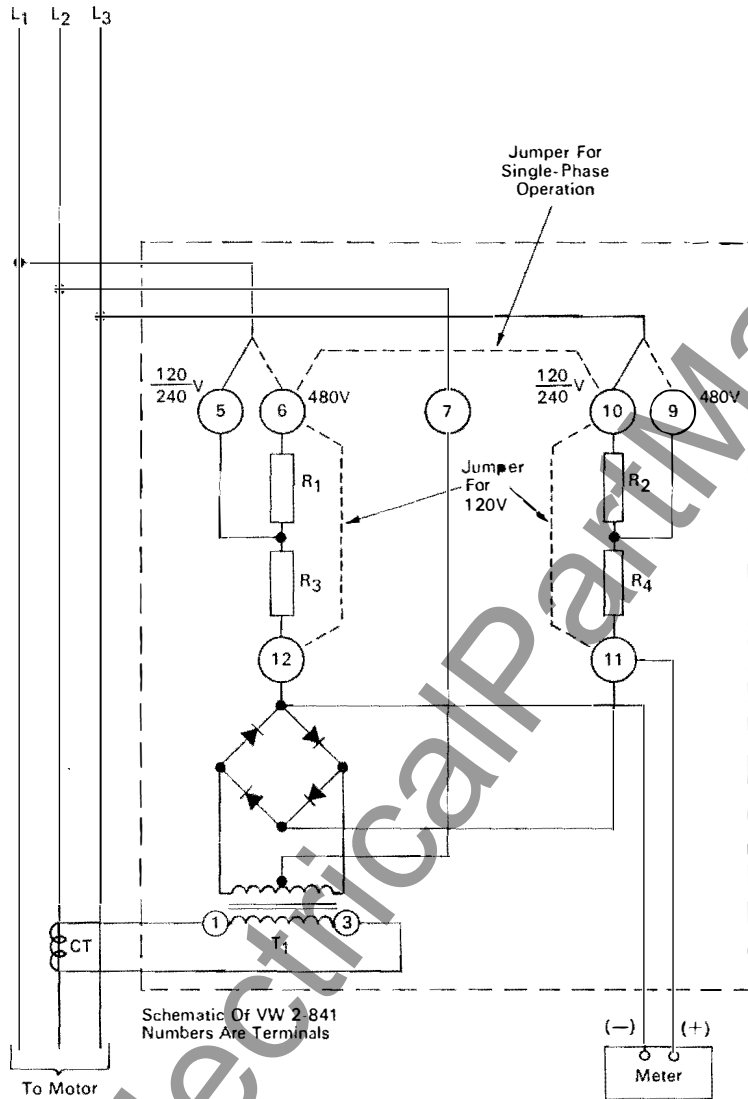 L1 L2 L3
Jumper For
Single-Phase
Operation
120/240 V
5
6
480V
7
120/240 V
10
9
480V
R1
Jumper
For
120V
R2
R3
R4
12
11
1
3
CT
T1
Schematic Of VW 2-841
Numbers Are Terminals
(-)
(+)
Meter
To Motor
ElectricalPartMa